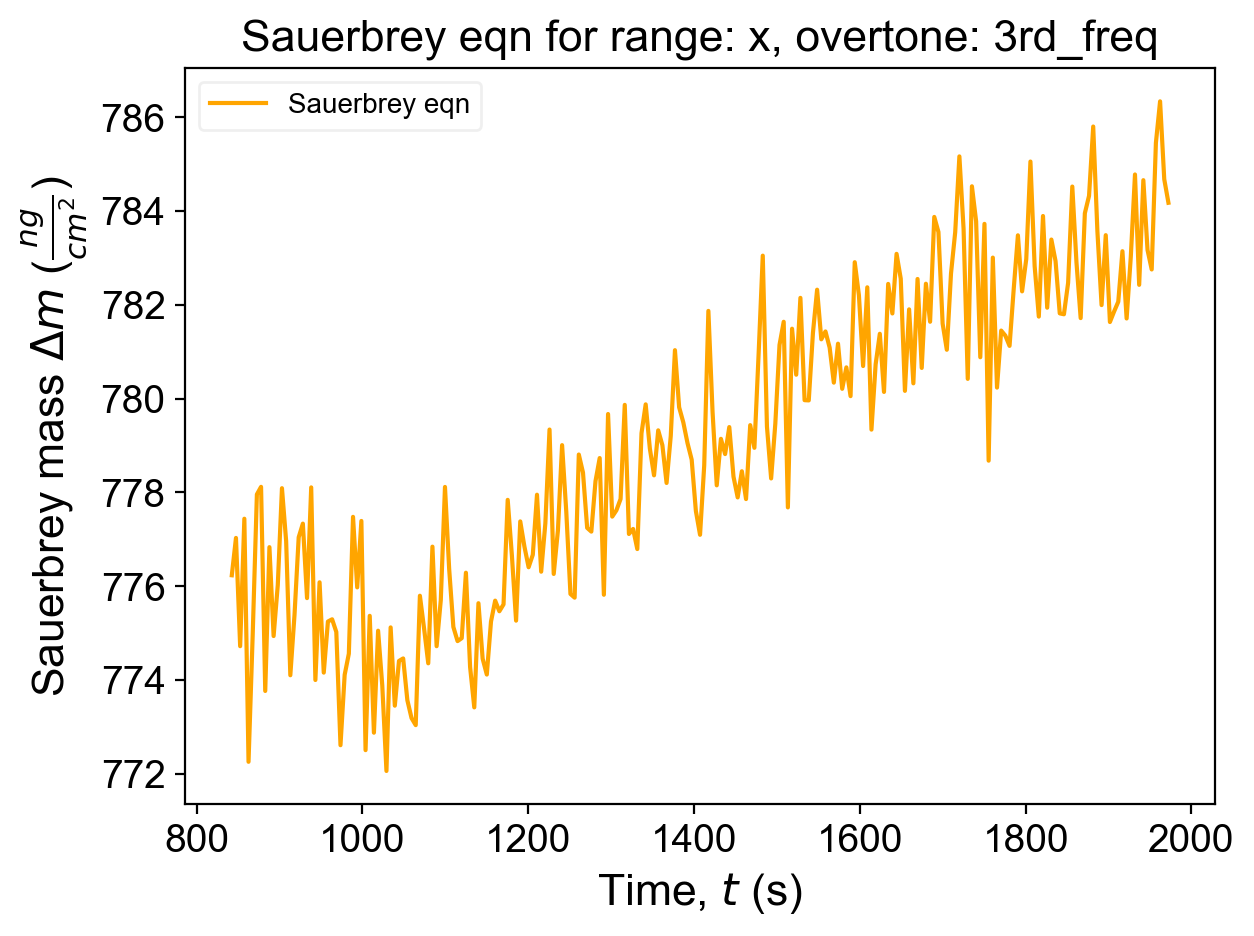 Sauerbrey eqn for range: x, overtone: 3rd_freq
Sauerbrey eqn
Sauerbrey mass Δm (ng/cm²)
786
784
782
780
778
776
774
772
800 1000 1200 1400 1600 1800 2000
Time, t (s)